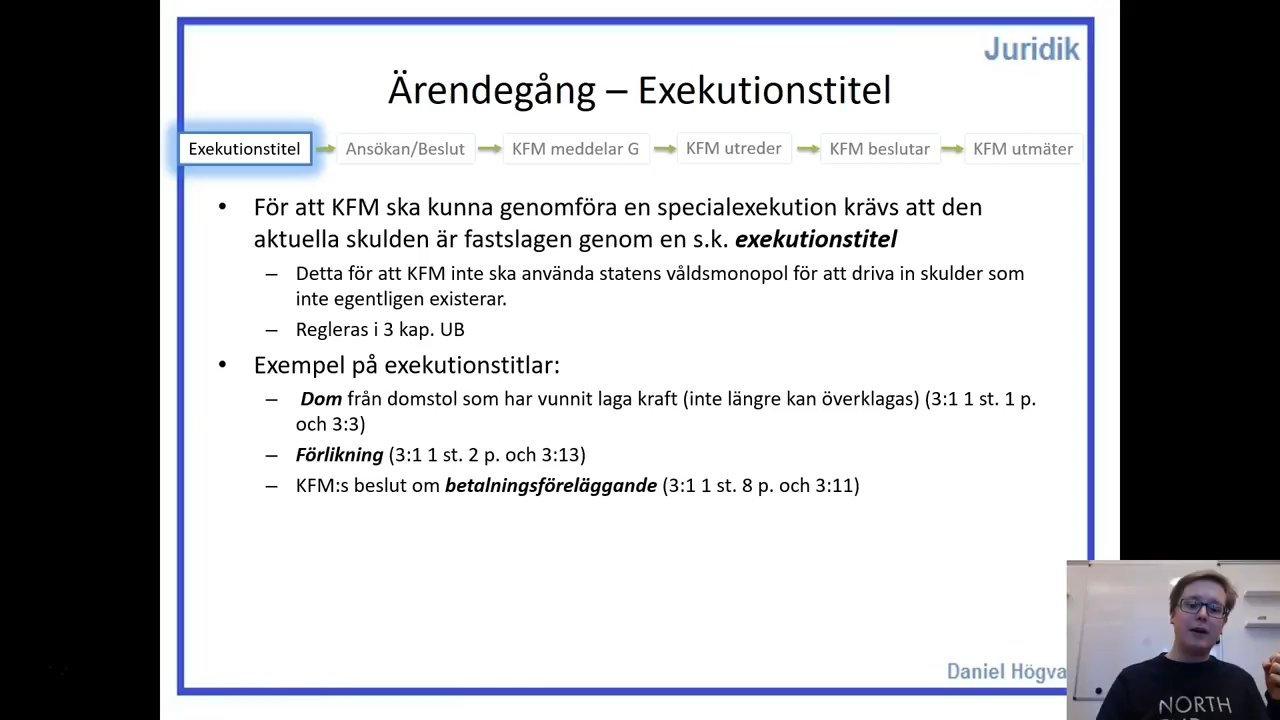 Juridik
Ärendegång – Exekutionstitel
Exekutionstitel
Ansökan/Beslut
KFM meddelar G
KFM utreder
KFM beslutar
KFM utmäter
• För att KFM ska kunna genomföra en specialexekution krävs att den
aktuella skulden är fastslagen genom en s.k. exekutionstitel
– Detta för att KFM inte ska använda statens våldsmonopol för att driva in skulder som
inte egentligen existerar.
– Regleras i 3 kap. UB
• Exempel på exekutionstitlar:
– Dom från domstol som har vunnit laga kraft (inte längre kan överklagas) (3:1 1 st. 1 p.
och 3:3)
– Förlikning (3:1 1 st. 2 p. och 3:13)
– KFM:s beslut om betalningsföreläggande (3:1 1 st. 8 p. och 3:11)
Daniel Högva
NORTH